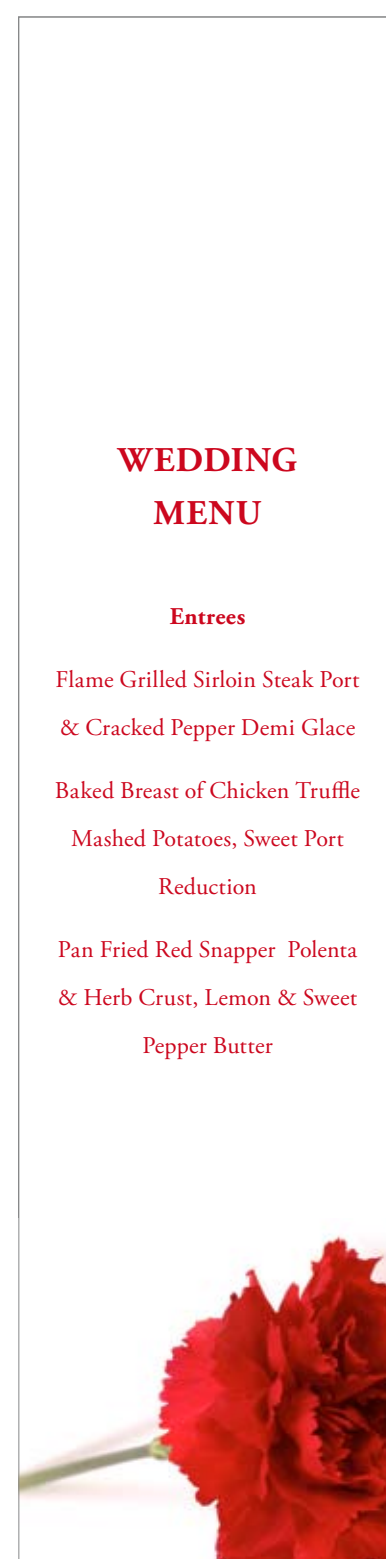 WEDDING
MENU
Entrees
Flame Grilled Sirloin Steak Port
& Cracked Pepper Demi Glace
Baked Breast of Chicken Truffle
Mashed Potatoes, Sweet Port
Reduction
Pan Fried Red Snapper  Polenta
& Herb Crust, Lemon & Sweet
Pepper Butter